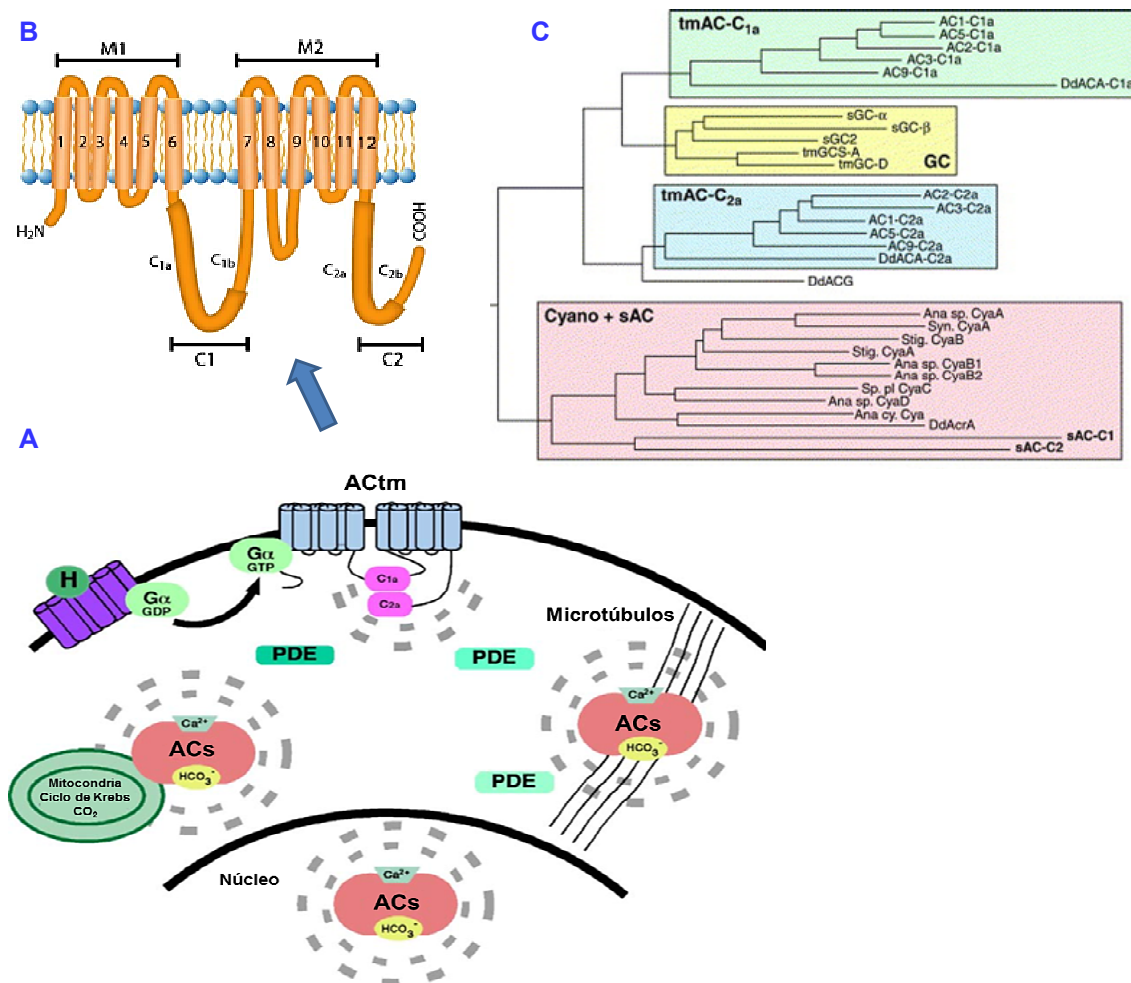 B
M1
M2
1
2
3
4
5
6
7
8
9
10
11
12
H₂N
COOH
C₁ₐ
C₁b
C₂ₐ
C₂b
C1
C2
C
tmAC-C₁ₐ
AC1-C1a
AC5-C1a
AC2-C1a
AC3-C1a
AC9-C1a
DdACA-C1a
sGC-α
sGC-β
sGC2
tmGCS-A
tmGC-D
GC
tmAC-C₂ₐ
AC2-C2a
AC3-C2a
AC1-C2a
AC5-C2a
AC9-C2a
DdACA-C2a
DdACG
Cyano + sAC
Ana sp. CyaA
Syn. CyaA
Stig. CyaB
Stig. CyaA
Ana sp. CyaB1
Ana sp. CyaB2
Sp. pl CyaC
Ana sp. CyaD
Ana cy. Cya
DdAcrA
sAC-C1
sAC-C2
A
ACtm
H
Gα
GDP
Gα
GTP
C₁ₐ
C₂ₐ
Microtúbulos
PDE
PDE
PDE
Ca²⁺
ACs
HCO₃⁻
Ca²⁺
ACs
HCO₃⁻
Mitocondria
Ciclo de Krebs
CO₂
Núcleo
Ca²⁺
ACs
HCO₃⁻